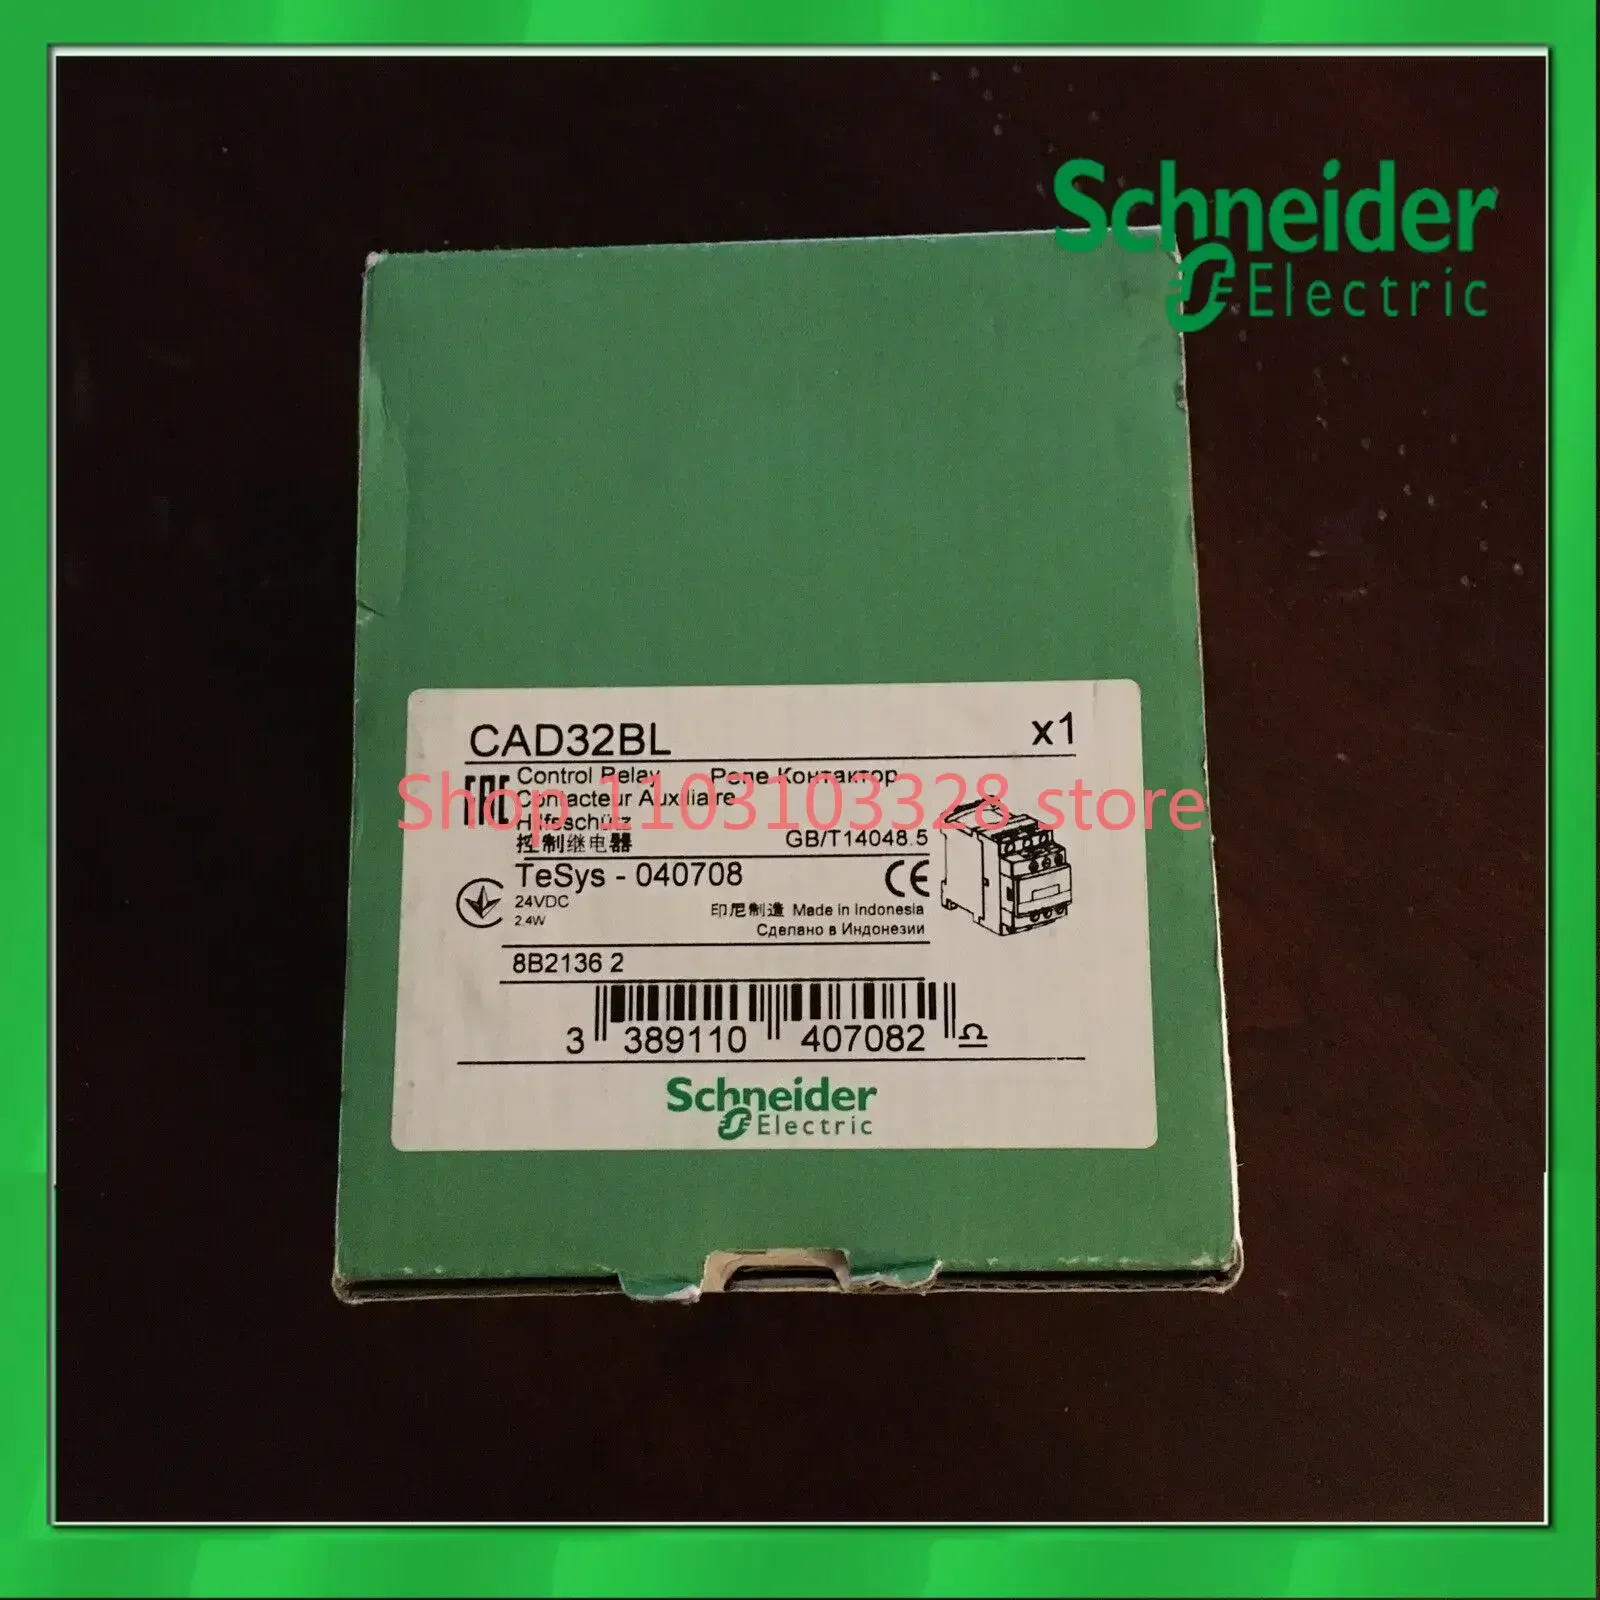 Schneider
Electric
CAD32BL x1
EAC Control Relay Реле Контактор
Contacteur Auxiliaire
Hilfsschütz
Shop 1103103328 store
控制继电器 GB/T14048.5
TeSys - 040708 CE
24VDC
2.4W
印尼制造 Made in Indonesia
Сделано в Индонезии
8B2136 2
3 389110 407082
Schneider
Electric